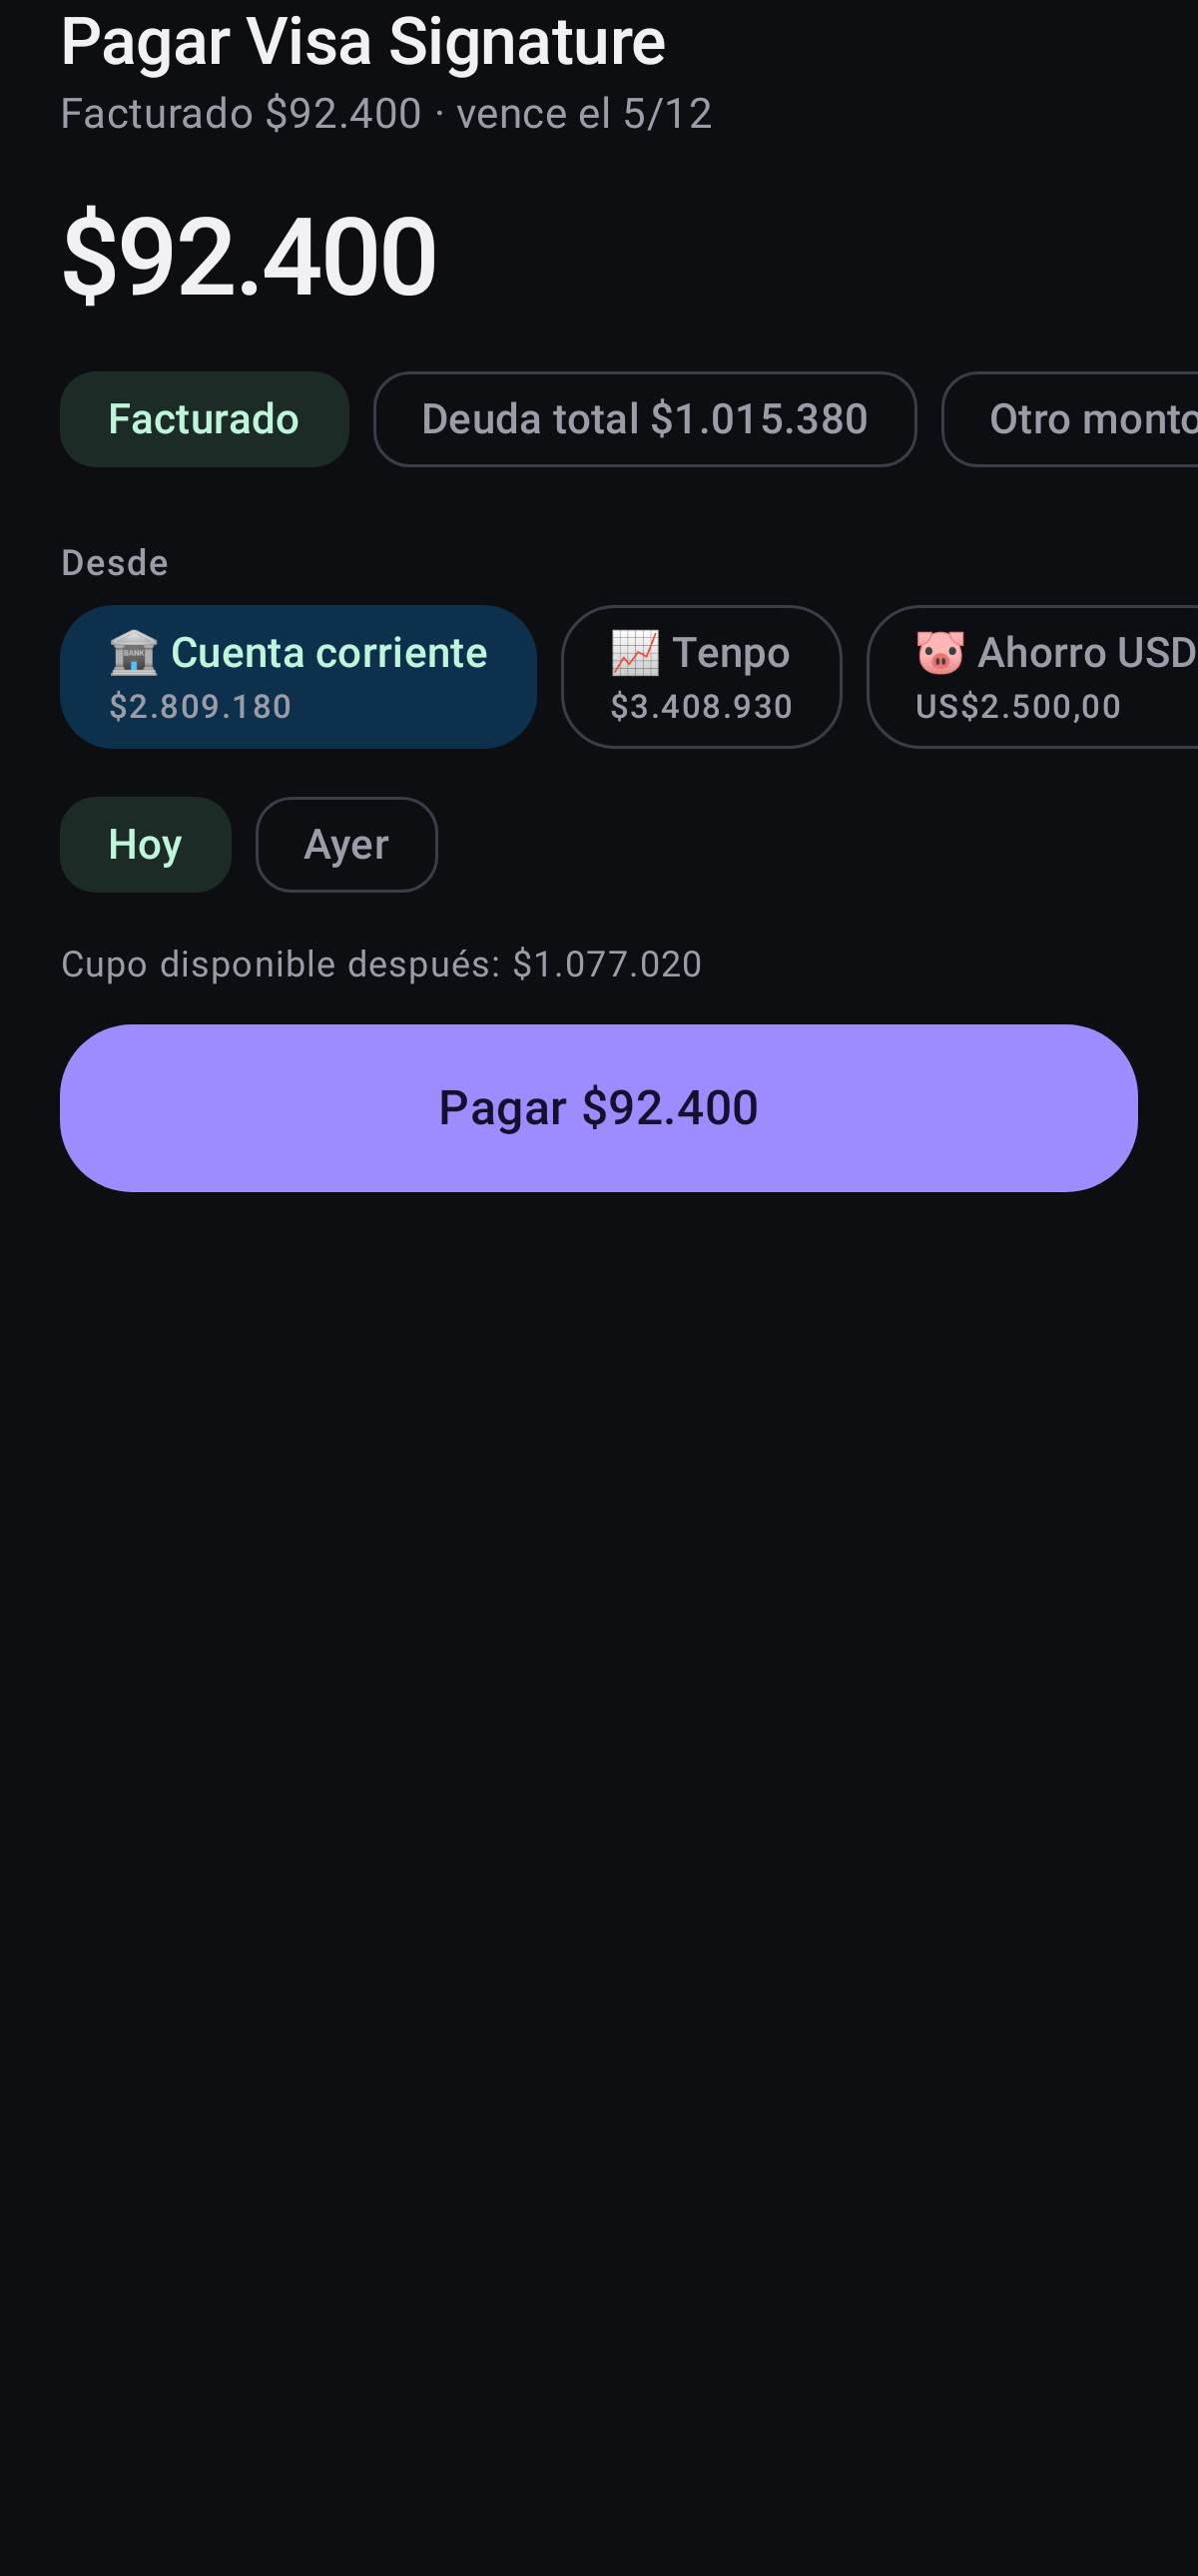 Pagar Visa Signature
Facturado $92.400 · vence el 5/12
$92.400
Facturado
Deuda total $1.015.380
Otro monto
Desde
Cuenta corriente
$2.809.180
Tenpo
$3.408.930
Ahorro USD
US$2.500,00
Hoy
Ayer
Cupo disponible después: $1.077.020
Pagar $92.400